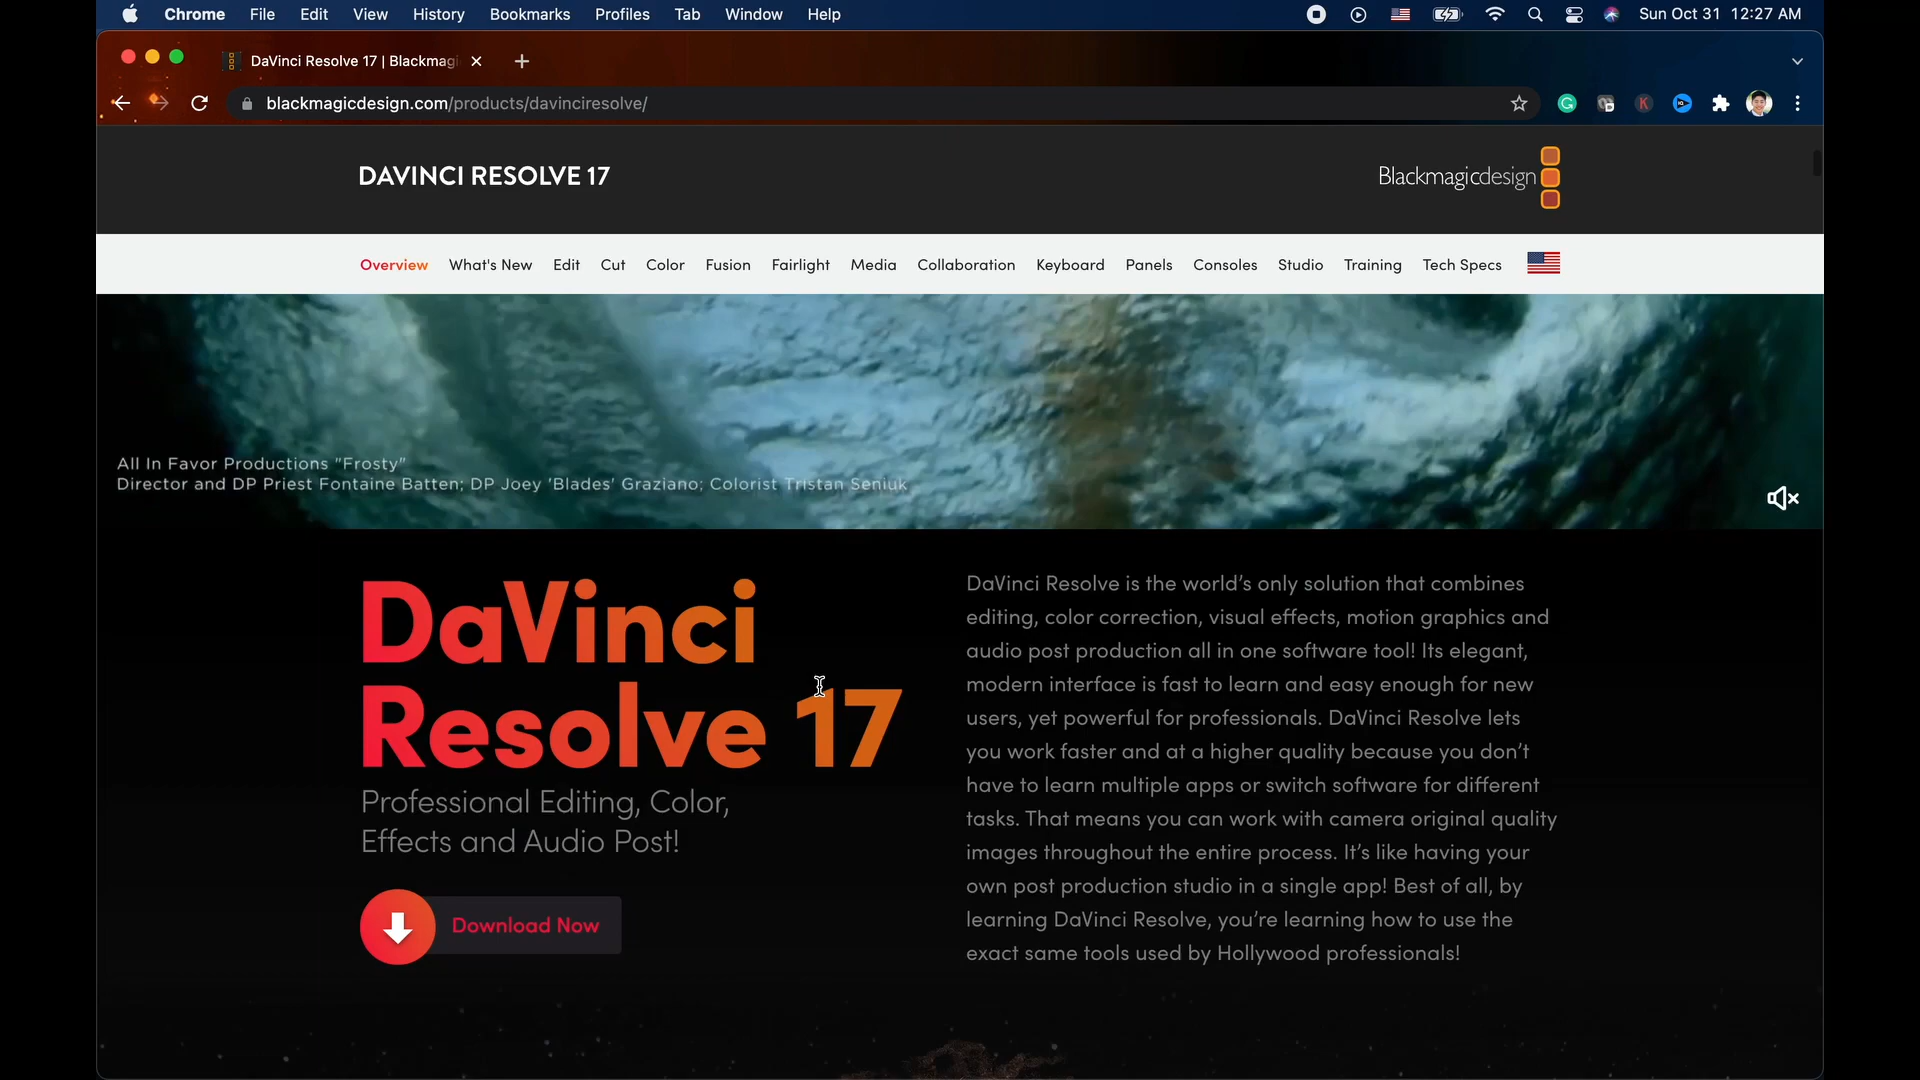 Chrome File Edit View History Bookmarks Profiles Tab Window Help Sun Oct 31 12:27 AM
DaVinci Resolve 17 | Blackmagi
blackmagicdesign.com/products/davinciresolve/
DAVINCI RESOLVE 17
Blackmagicdesign
Overview What's New Edit Cut Color Fusion Fairlight Media Collaboration Keyboard Panels Consoles Studio Training Tech Specs
All In Favor Productions "Frosty"
Director and DP Priest Fontaine Batten; DP Joey 'Blades' Graziano; Colorist Tristan Seniuk
DaVinci
Resolve 17
Professional Editing, Color,
Effects and Audio Post!
Download Now
DaVinci Resolve is the world's only solution that combines
editing, color correction, visual effects, motion graphics and
audio post production all in one software tool! Its elegant,
modern interface is fast to learn and easy enough for new
users, yet powerful for professionals. DaVinci Resolve lets
you work faster and at a higher quality because you don't
have to learn multiple apps or switch software for different
tasks. That means you can work with camera original quality
images throughout the entire process. It's like having your
own post production studio in a single app! Best of all, by
learning DaVinci Resolve, you're learning how to use the
exact same tools used by Hollywood professionals!